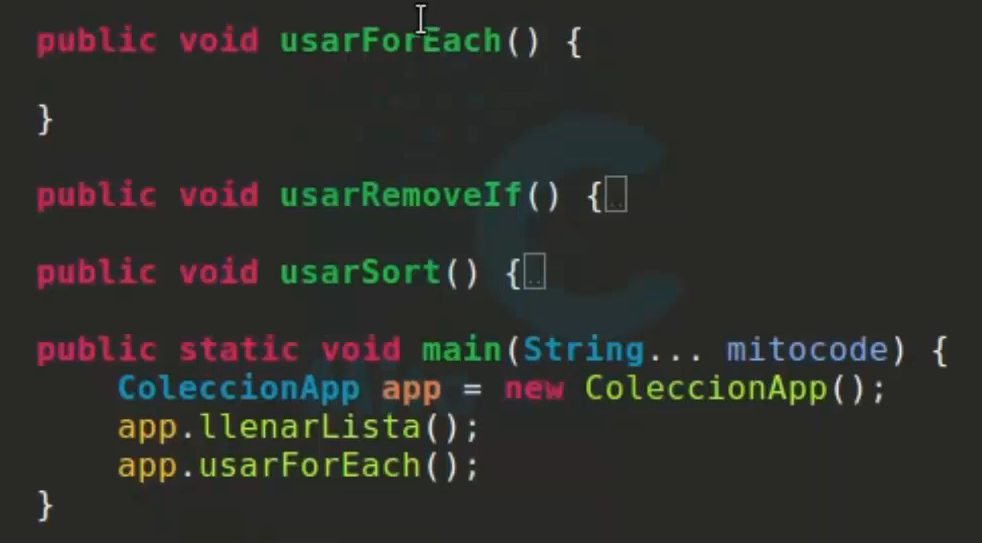 public void usarForEach() {
}
public void usarRemoveIf() {..
public void usarSort() {..
public static void main(String... mitocode) {
ColeccionApp app = new ColeccionApp();
app.llenarLista();
app.usarForEach();
}